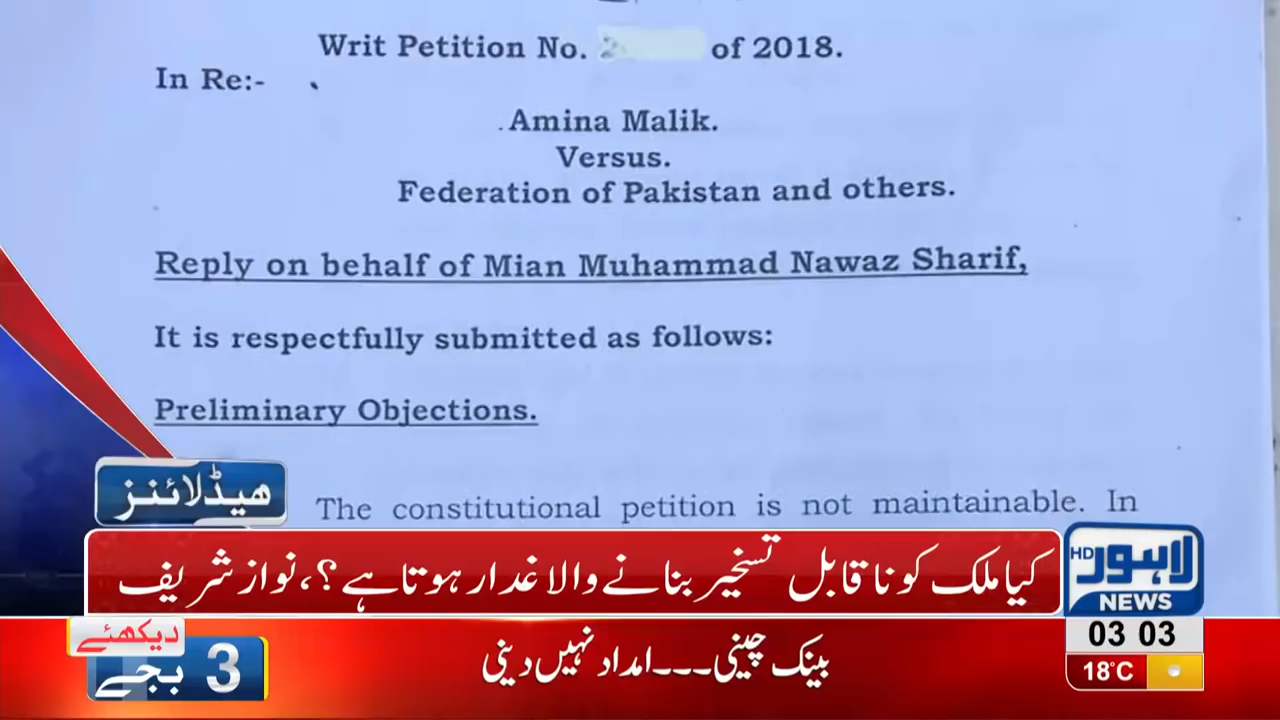 Writ Petition No. of 2018.
In Re:-
Amina Malik.
Versus.
Federation of Pakistan and others.
Reply on behalf of Mian Muhammad Nawaz Sharif,
It is respectfully submitted as follows:
Preliminary Objections.
The constitutional petition is not maintainable. In
ھیڈلائنز
کیا ملک کو ناقابل تسخیر بنانے والا غدار ہوتا ہے؟، نواز شریف
لاہور HD
NEWS
03 03
18°C
دیکھئے
3 بجے
بینک چینی۔۔۔امداد نہیں دینی